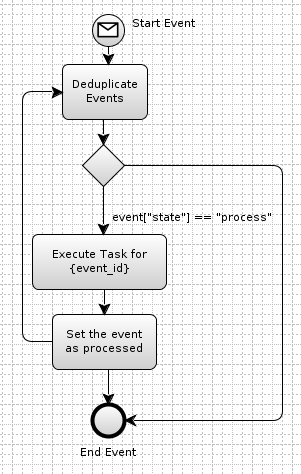 Start Event
Deduplicate
Events
event["state"] == "process"
Execute Task for
{event_id}
Set the event
as processed
End Event